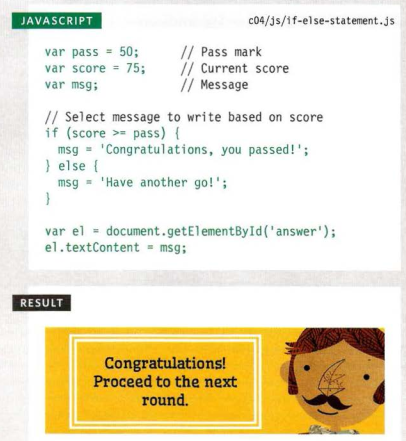 JAVASCRIPT c04/js/if-else-statement.js
var pass = 50; // Pass mark
var score = 75; // Current score
var msg; // Message
// Select message to write based on score
if (score >= pass) {
msg = 'Congratulations, you passed!';
} else {
msg = 'Have another go!';
}
var el = document.getElementById('answer');
el.textContent = msg;
RESULT
Congratulations!
Proceed to the next
round.